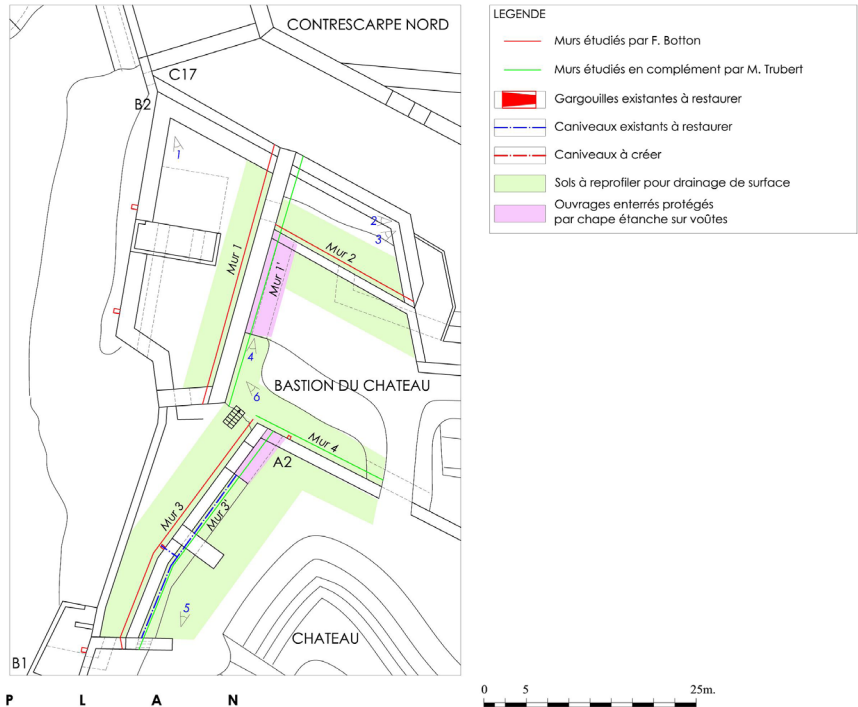 CONTRESCARPE NORD
C17
B2
1
2
3
Mur 1
Mur 1'
Mur 2
4
6
BASTION DU CHATEAU
Mur 4
A2
Mur 3
Mur 3'
5
CHATEAU
B1
P L A N
LEGENDE
Murs étudiés par F. Botton
Murs étudiés en complément par M. Trubert
Gargouilles existantes à restaurer
Caniveaux existants à restaurer
Caniveaux à créer
Sols à reprofiler pour drainage de surface
Ouvrages enterrés protégés
par chape étanche sur voûtes
0 5 25m.